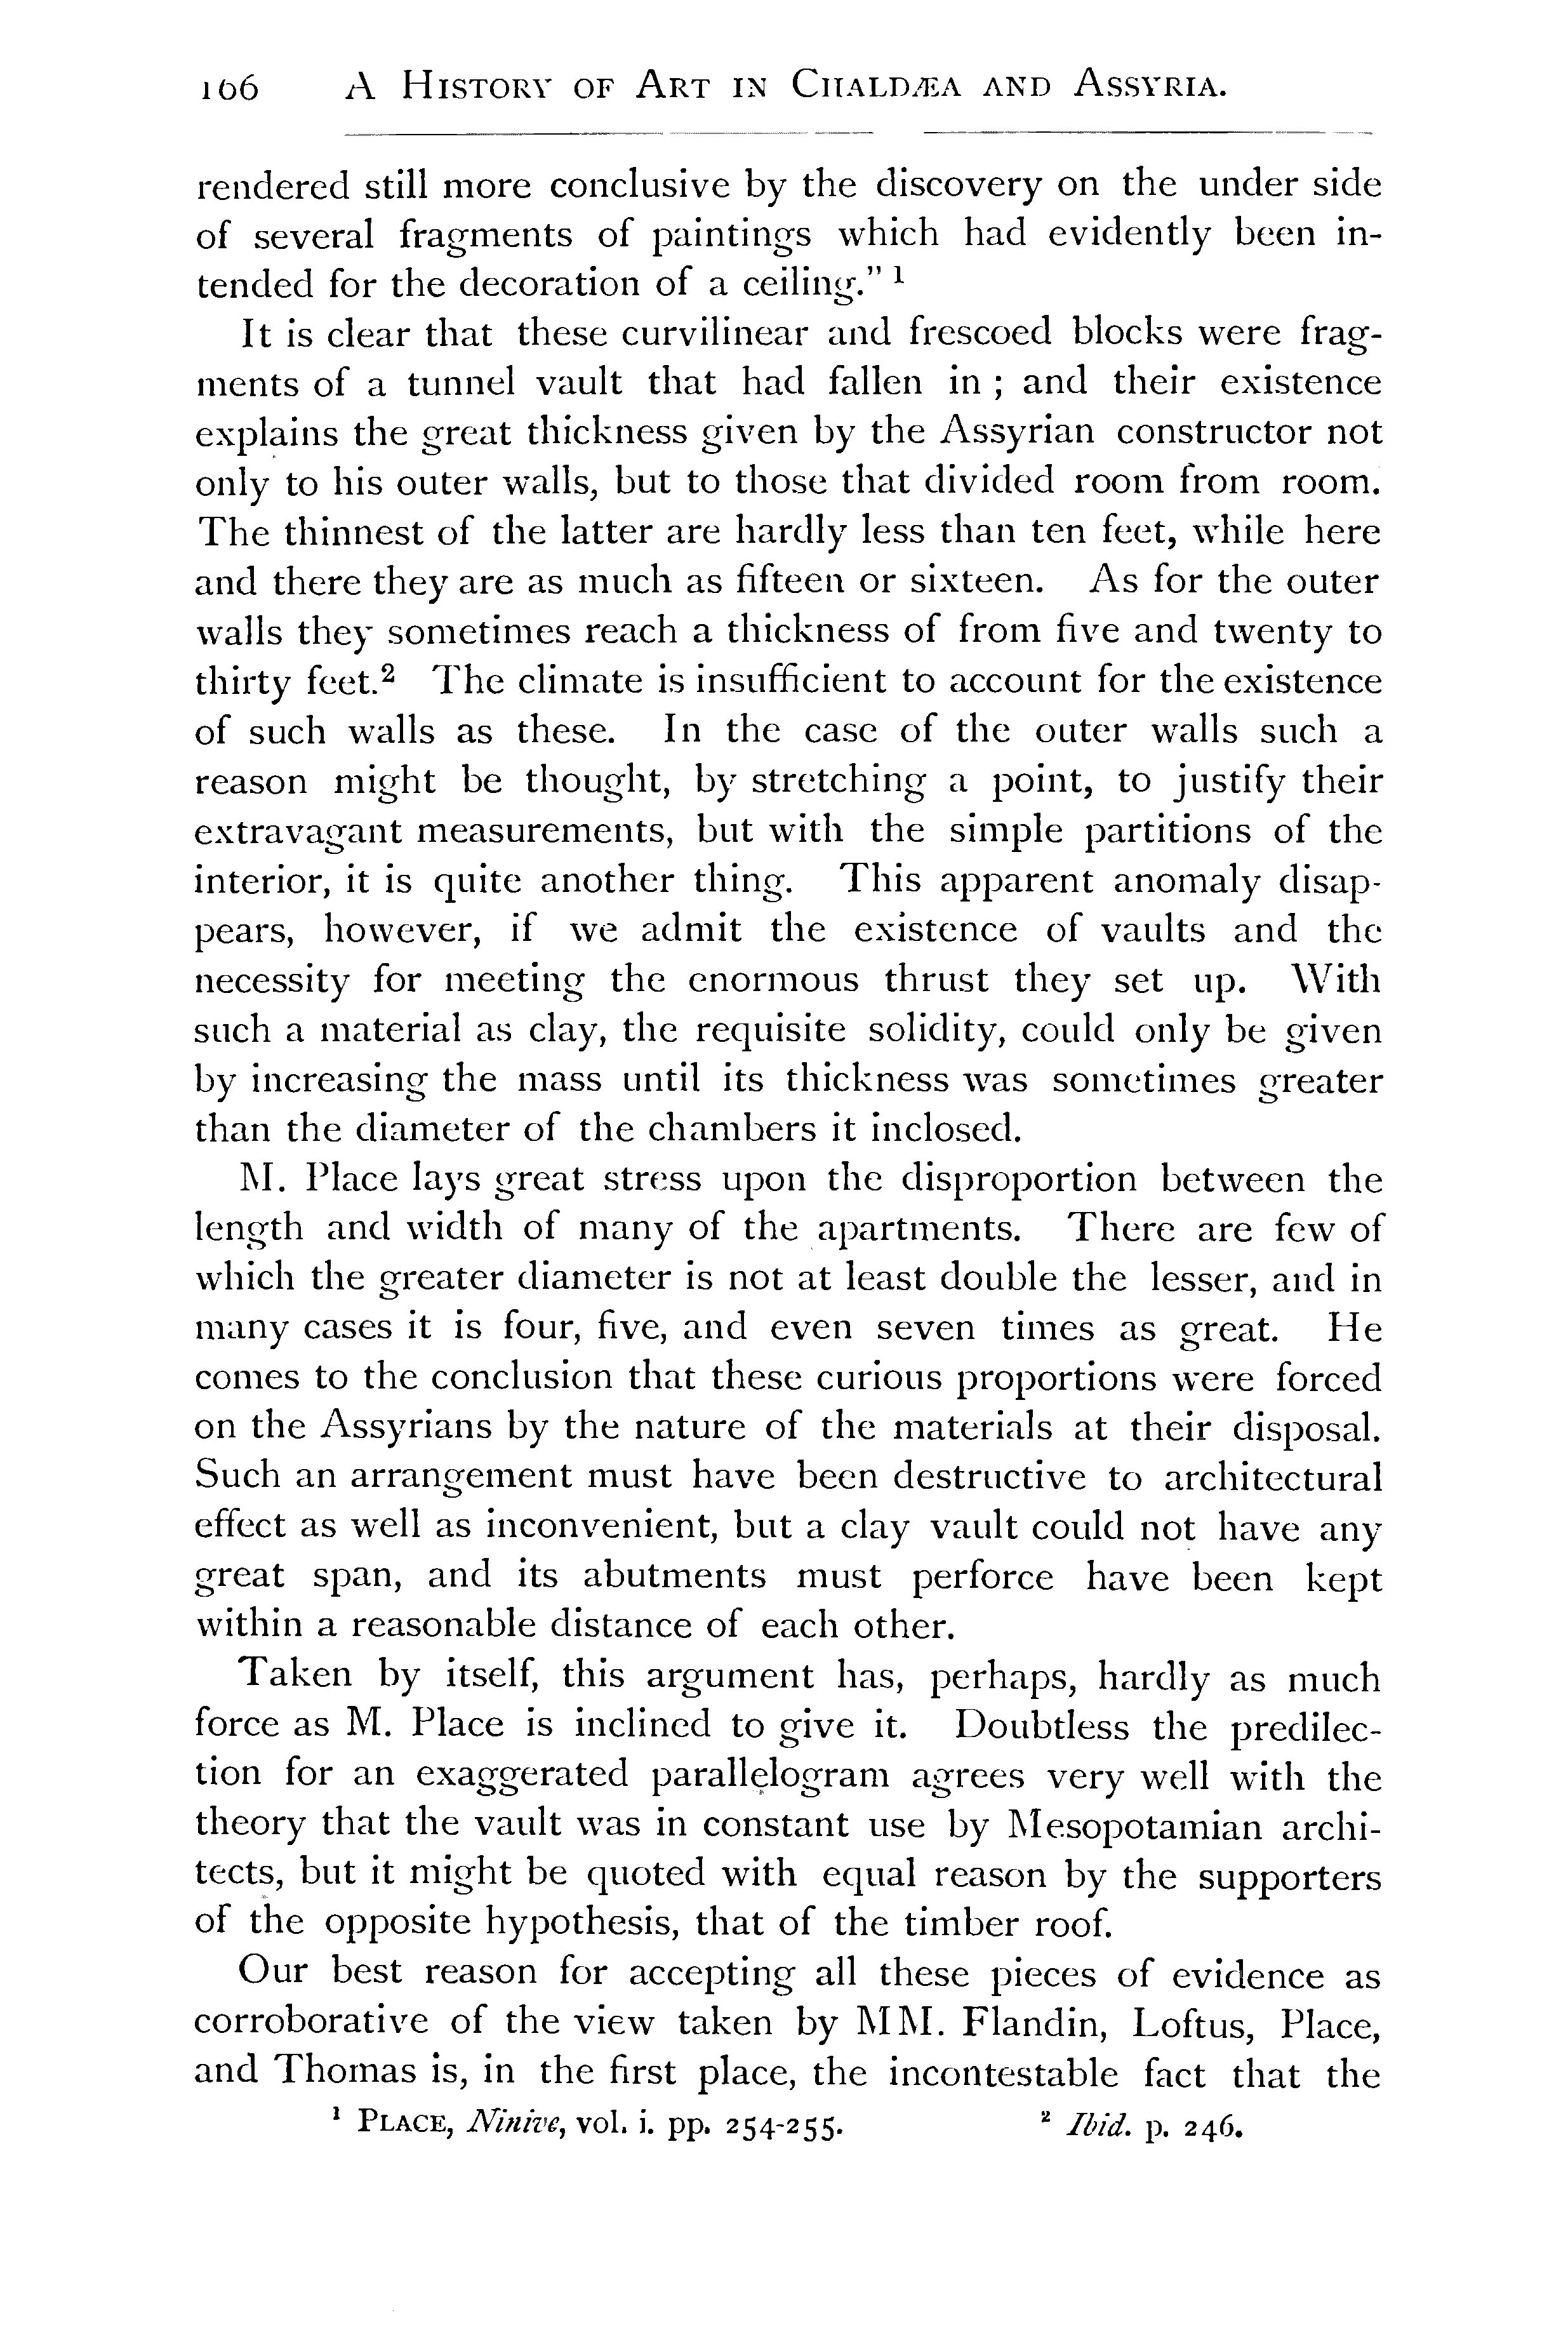 166 A History of Art in Chaldæa and Assyria.
rendered still more conclusive by the discovery on the under side
of several fragments of paintings which had evidently been in-
tended for the decoration of a ceiling." 1
It is clear that these curvilinear and frescoed blocks were frag-
ments of a tunnel vault that had fallen in ; and their existence
explains the great thickness given by the Assyrian constructor not
only to his outer walls, but to those that divided room from room.
The thinnest of the latter are hardly less than ten feet, while here
and there they are as much as fifteen or sixteen. As for the outer
walls they sometimes reach a thickness of from five and twenty to
thirty feet.2 The climate is insufficient to account for the existence
of such walls as these. In the case of the outer walls such a
reason might be thought, by stretching a point, to justify their
extravagant measurements, but with the simple partitions of the
interior, it is quite another thing. This apparent anomaly disap-
pears, however, if we admit the existence of vaults and the
necessity for meeting the enormous thrust they set up. With
such a material as clay, the requisite solidity, could only be given
by increasing the mass until its thickness was sometimes greater
than the diameter of the chambers it inclosed.
M. Place lays great stress upon the disproportion between the
length and width of many of the apartments. There are few of
which the greater diameter is not at least double the lesser, and in
many cases it is four, five, and even seven times as great. He
comes to the conclusion that these curious proportions were forced
on the Assyrians by the nature of the materials at their disposal.
Such an arrangement must have been destructive to architectural
effect as well as inconvenient, but a clay vault could not have any
great span, and its abutments must perforce have been kept
within a reasonable distance of each other.
Taken by itself, this argument has, perhaps, hardly as much
force as M. Place is inclined to give it. Doubtless the predilec-
tion for an exaggerated parallelogram agrees very well with the
theory that the vault was in constant use by Mesopotamian archi-
tects, but it might be quoted with equal reason by the supporters
of the opposite hypothesis, that of the timber roof.
Our best reason for accepting all these pieces of evidence as
corroborative of the view taken by MM. Flandin, Loftus, Place,
and Thomas is, in the first place, the incontestable fact that the
1 Place, Ninive, vol. i. pp. 254-255. 2 Ibid. p. 246.